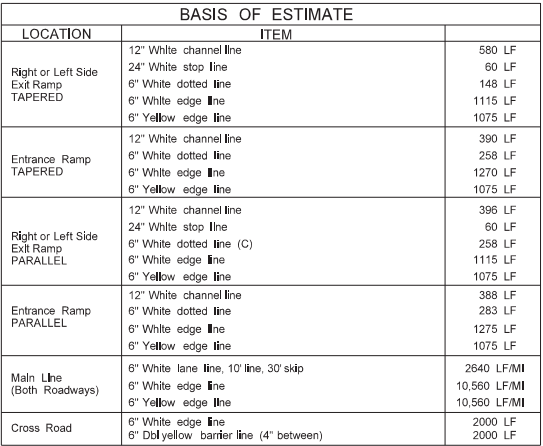 BASIS OF ESTIMATE
LOCATION ITEM
Right or Left Side
Exit Ramp
TAPERED
12" White channel line 580 LF
24" White stop line 60 LF
6" White dotted line 148 LF
6" White edge line 1115 LF
6" Yellow edge line 1075 LF
Entrance Ramp
TAPERED
12" White channel line 390 LF
6" White dotted line 258 LF
6" White edge line 1270 LF
6" Yellow edge line 1075 LF
Right or Left Side
Exit Ramp
PARALLEL
12" White channel line 396 LF
24" White stop line 60 LF
6" White dotted line (C) 258 LF
6" White edge line 1115 LF
6" Yellow edge line 1075 LF
Entrance Ramp
PARALLEL
12" White channel line 388 LF
6" White dotted line 283 LF
6" White edge line 1275 LF
6" Yellow edge line 1075 LF
Main Line
(Both Roadways)
6" White lane line, 10' line, 30' skip 2640 LF/MI
6" White edge line 10,560 LF/MI
6" Yellow edge line 10,560 LF/MI
Cross Road
6" White edge line 2000 LF
6" Dbl yellow barrier line (4" between) 2000 LF